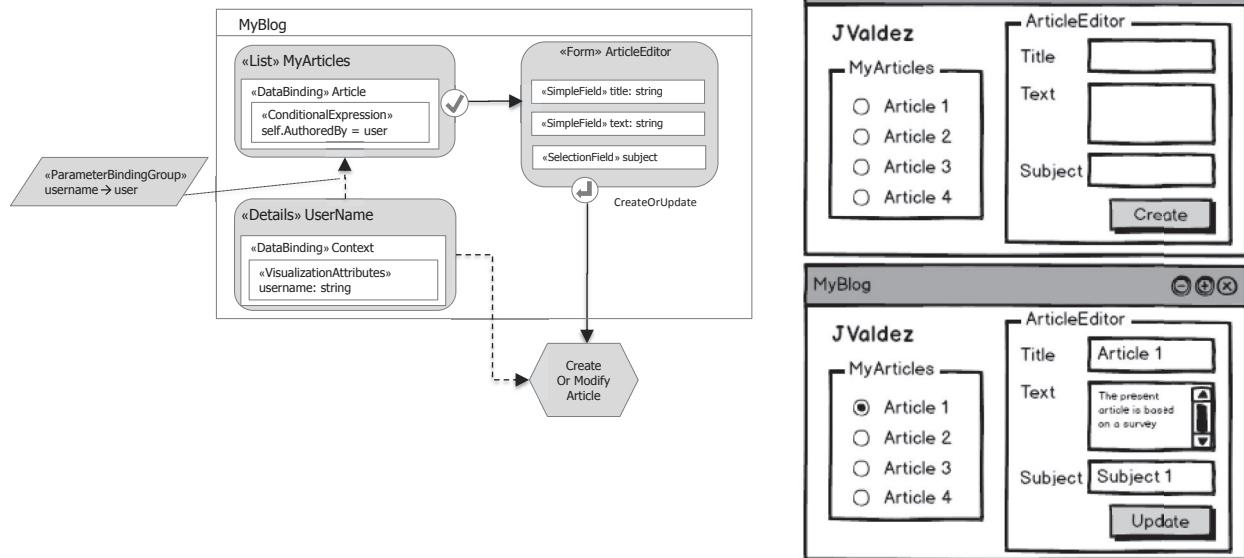 MyBlog
«List» MyArticles
«DataBinding» Article
«ConditionalExpression»
self.AuthoredBy = user
«Form» ArticleEditor
«SimpleField» title: string
«SimpleField» text: string
«SelectionField» subject
CreateOrUpdate
«ParameterBindingGroup»
username → user
«Details» UserName
«DataBinding» Context
«VisualizationAttributes»
username: string
Create
Or Modify
Article
JValdez
MyArticles
Article 1
Article 2
Article 3
Article 4
ArticleEditor
Title
Text
Subject
Create
MyBlog
JValdez
MyArticles
Article 1
Article 2
Article 3
Article 4
ArticleEditor
Title
Article 1
Text
The present
article is based
on a survey
Subject
Subject 1
Update